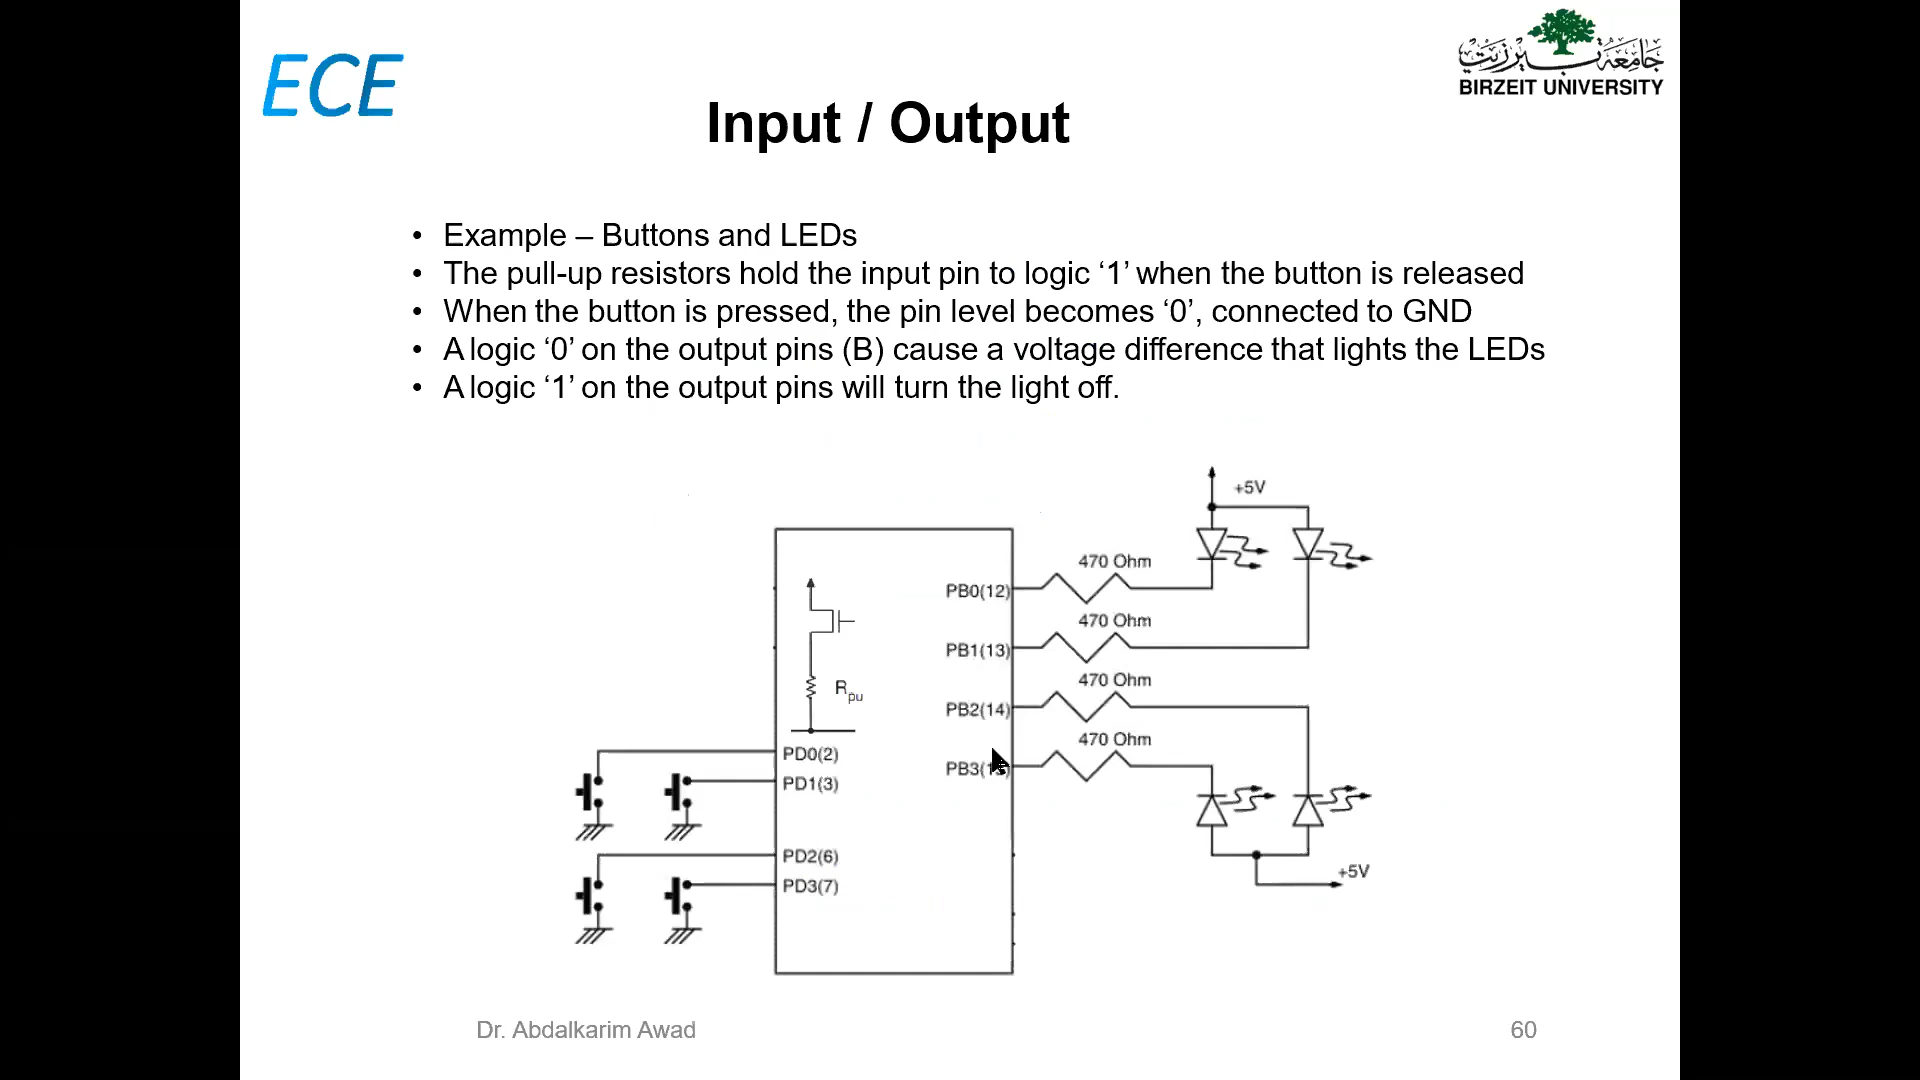 ECE
جامعة بيرزيت
BIRZEIT UNIVERSITY
Input / Output
• Example – Buttons and LEDs
• The pull-up resistors hold the input pin to logic ‘1’ when the button is released
• When the button is pressed, the pin level becomes ‘0’, connected to GND
• A logic ‘0’ on the output pins (B) cause a voltage difference that lights the LEDs
• A logic ‘1’ on the output pins will turn the light off.
+5V
470 Ohm
PB0(12)
470 Ohm
PB1(13)
470 Ohm
Rpu
PB2(14)
470 Ohm
PD0(2)
PD1(3)
PD2(6)
+5V
PD3(7)
Dr. Abdalkarim Awad
60